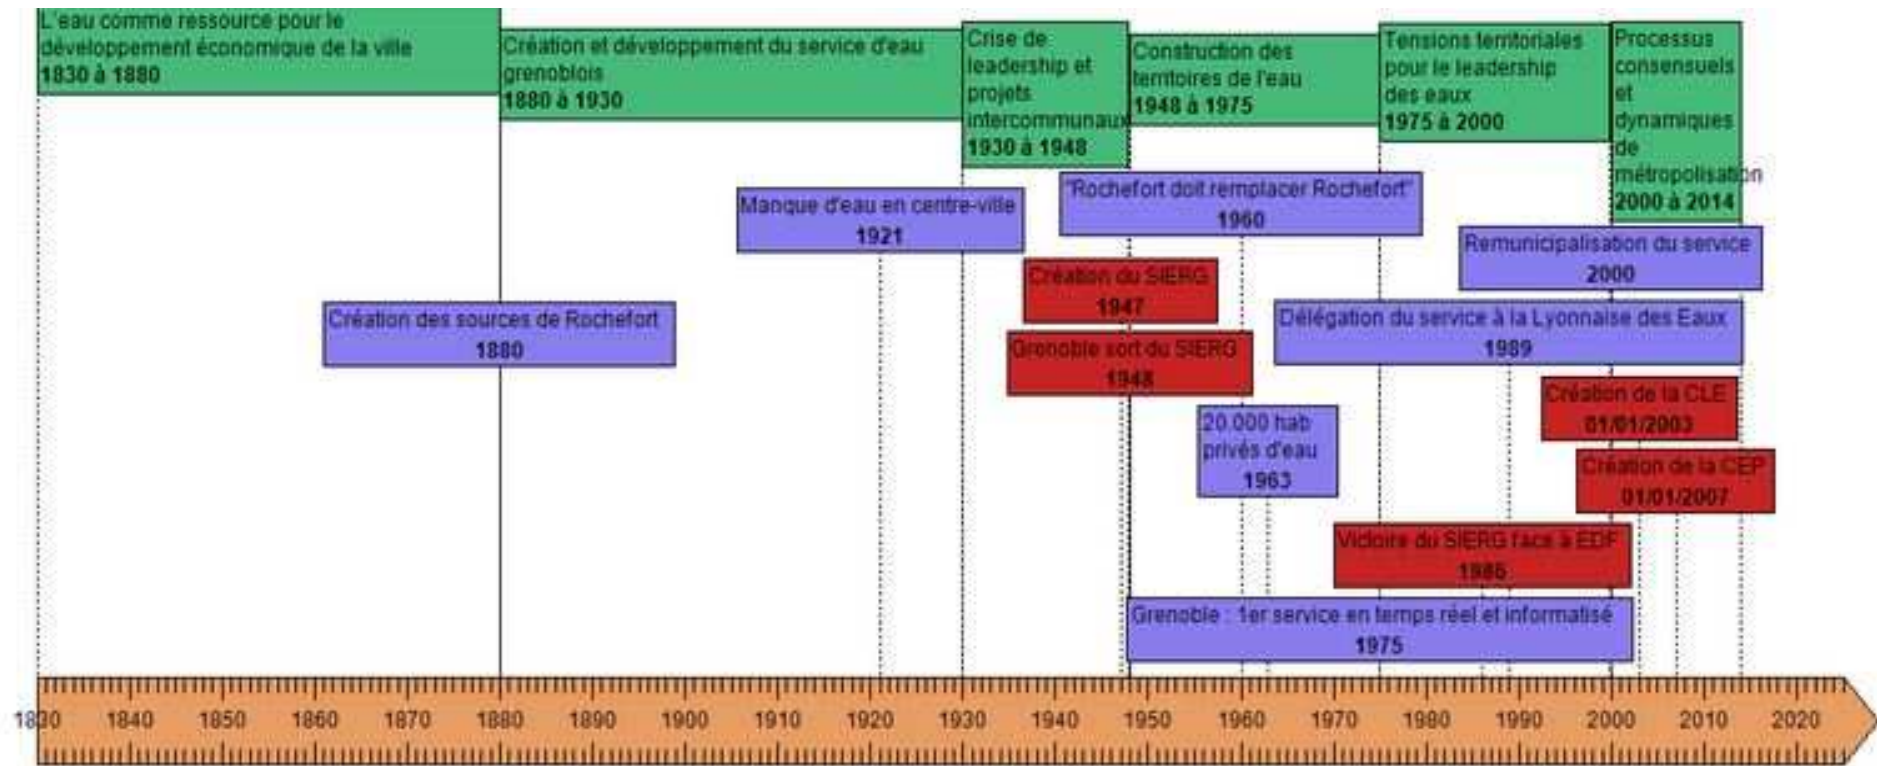 L'eau comme ressource pour le
développement économique de la ville
1830 à 1880
Création et développement du service d'eau
grenoblois
1880 à 1930
Crise de
leadership et
projets
intercommunaux
1930 à 1948
Construction des
territoires de l'eau
1948 à 1975
Tensions territoriales
pour le leadership
des eaux
1975 à 2000
Processus
consensuels
et
dynamiques
de
métropolisation
2000 à 2014
Manque d'eau en centre-ville
1921
"Rochefort doit remplacer Rochefort"
1960
Remunicipalisation du service
2000
Création du SIERG
1947
Création des sources de Rochefort
1880
Délégation du service à la Lyonnaise des Eaux
1989
Grenoble sort du SIERG
1948
Création de la CLE
01/01/2003
20.000 hab
privés d'eau
1963
Création de la CEP
01/01/2007
Victoire du SIERG face à EDF
1986
Grenoble : 1er service en temps réel et informatisé
1975
1830 1840 1850 1860 1870 1880 1890 1900 1910 1920 1930 1940 1950 1960 1970 1980 1990 2000 2010 2020